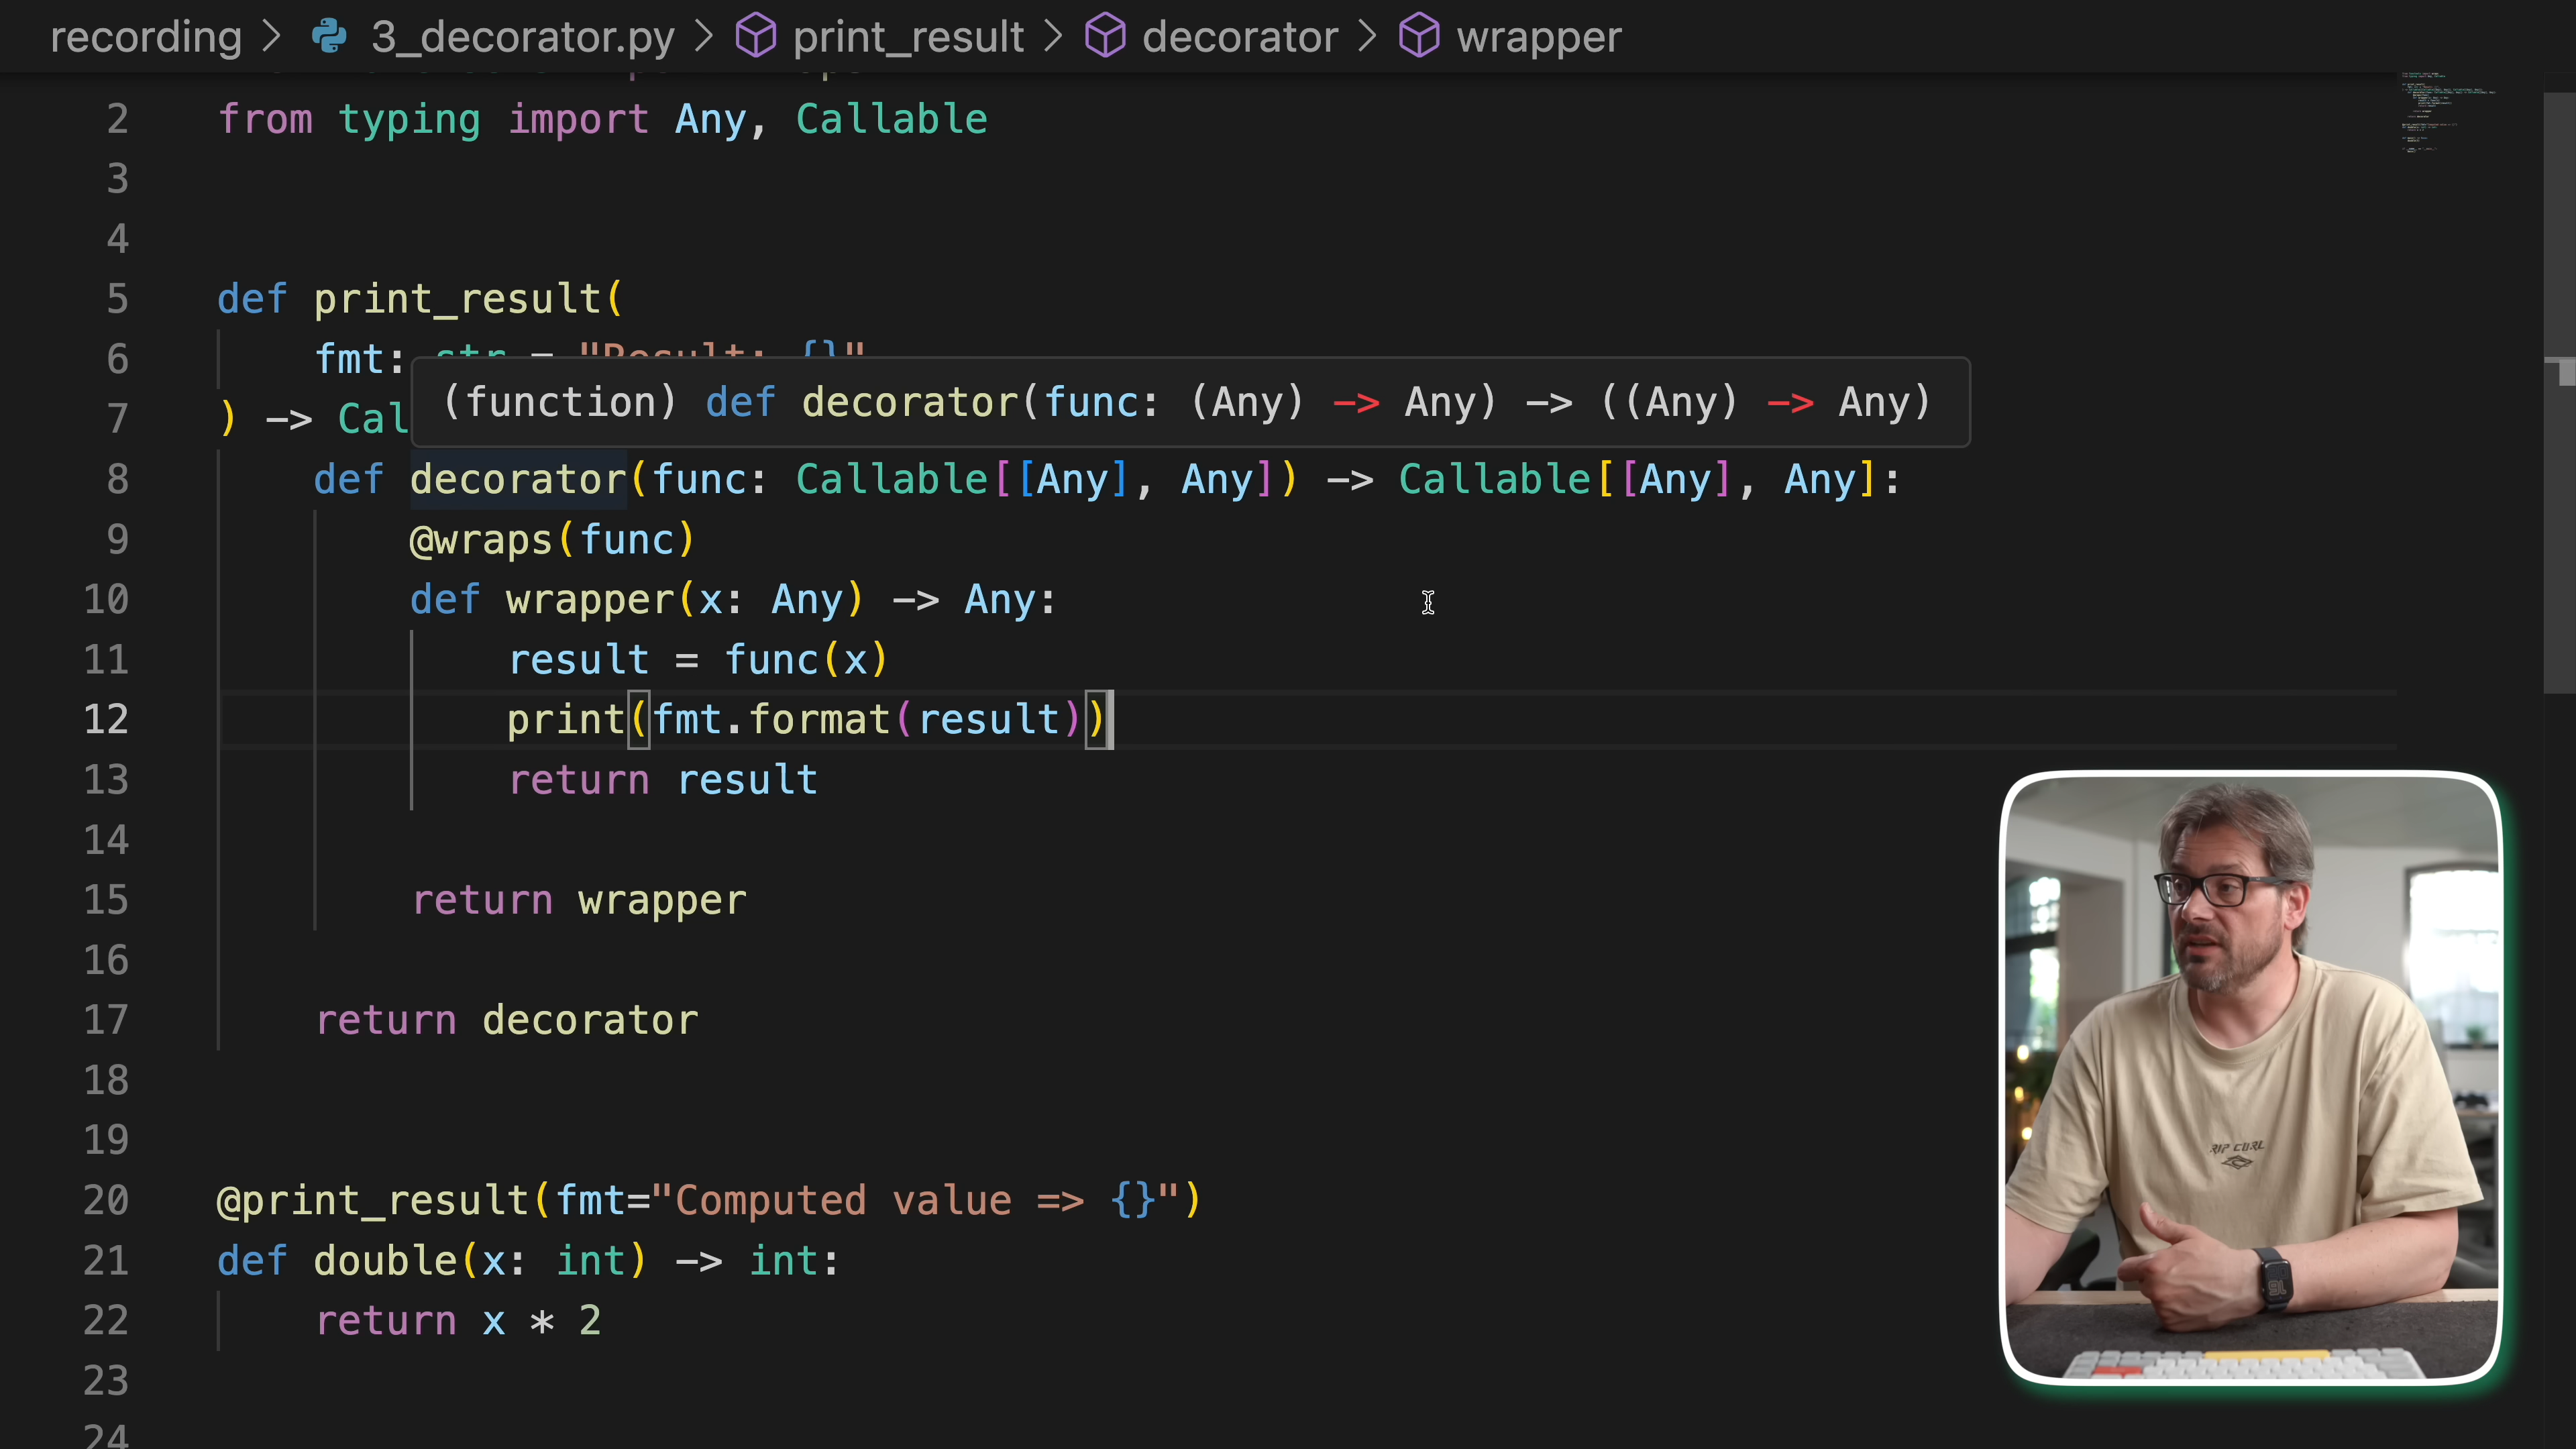 recording > 3_decorator.py > print_result > decorator > wrapper
2 from typing import Any, Callable
3
4
5 def print_result(
6 fmt: str = "Result: {}"
7 ) -> Cal
(function) def decorator(func: (Any) -> Any) -> ((Any) -> Any)
8 def decorator(func: Callable[[Any], Any]) -> Callable[[Any], Any]:
9 @wraps(func)
10 def wrapper(x: Any) -> Any:
11 result = func(x)
12 print(fmt.format(result))
13 return result
14
15 return wrapper
16
17 return decorator
18
19
20 @print_result(fmt="Computed value => {}")
21 def double(x: int) -> int:
22 return x * 2
23
24
RIP CURL